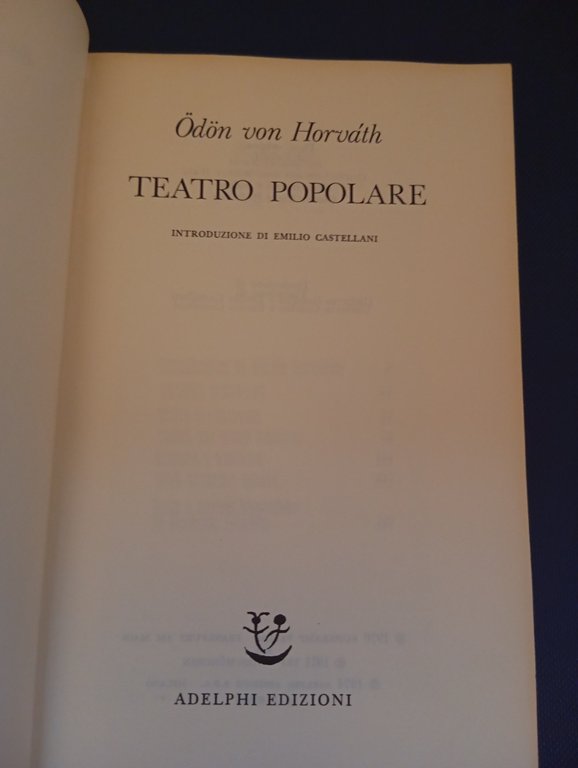 Ödön von Horváth
TEATRO POPOLARE
INTRODUZIONE DI EMILIO CASTELLANI
ADELPHI EDIZIONI